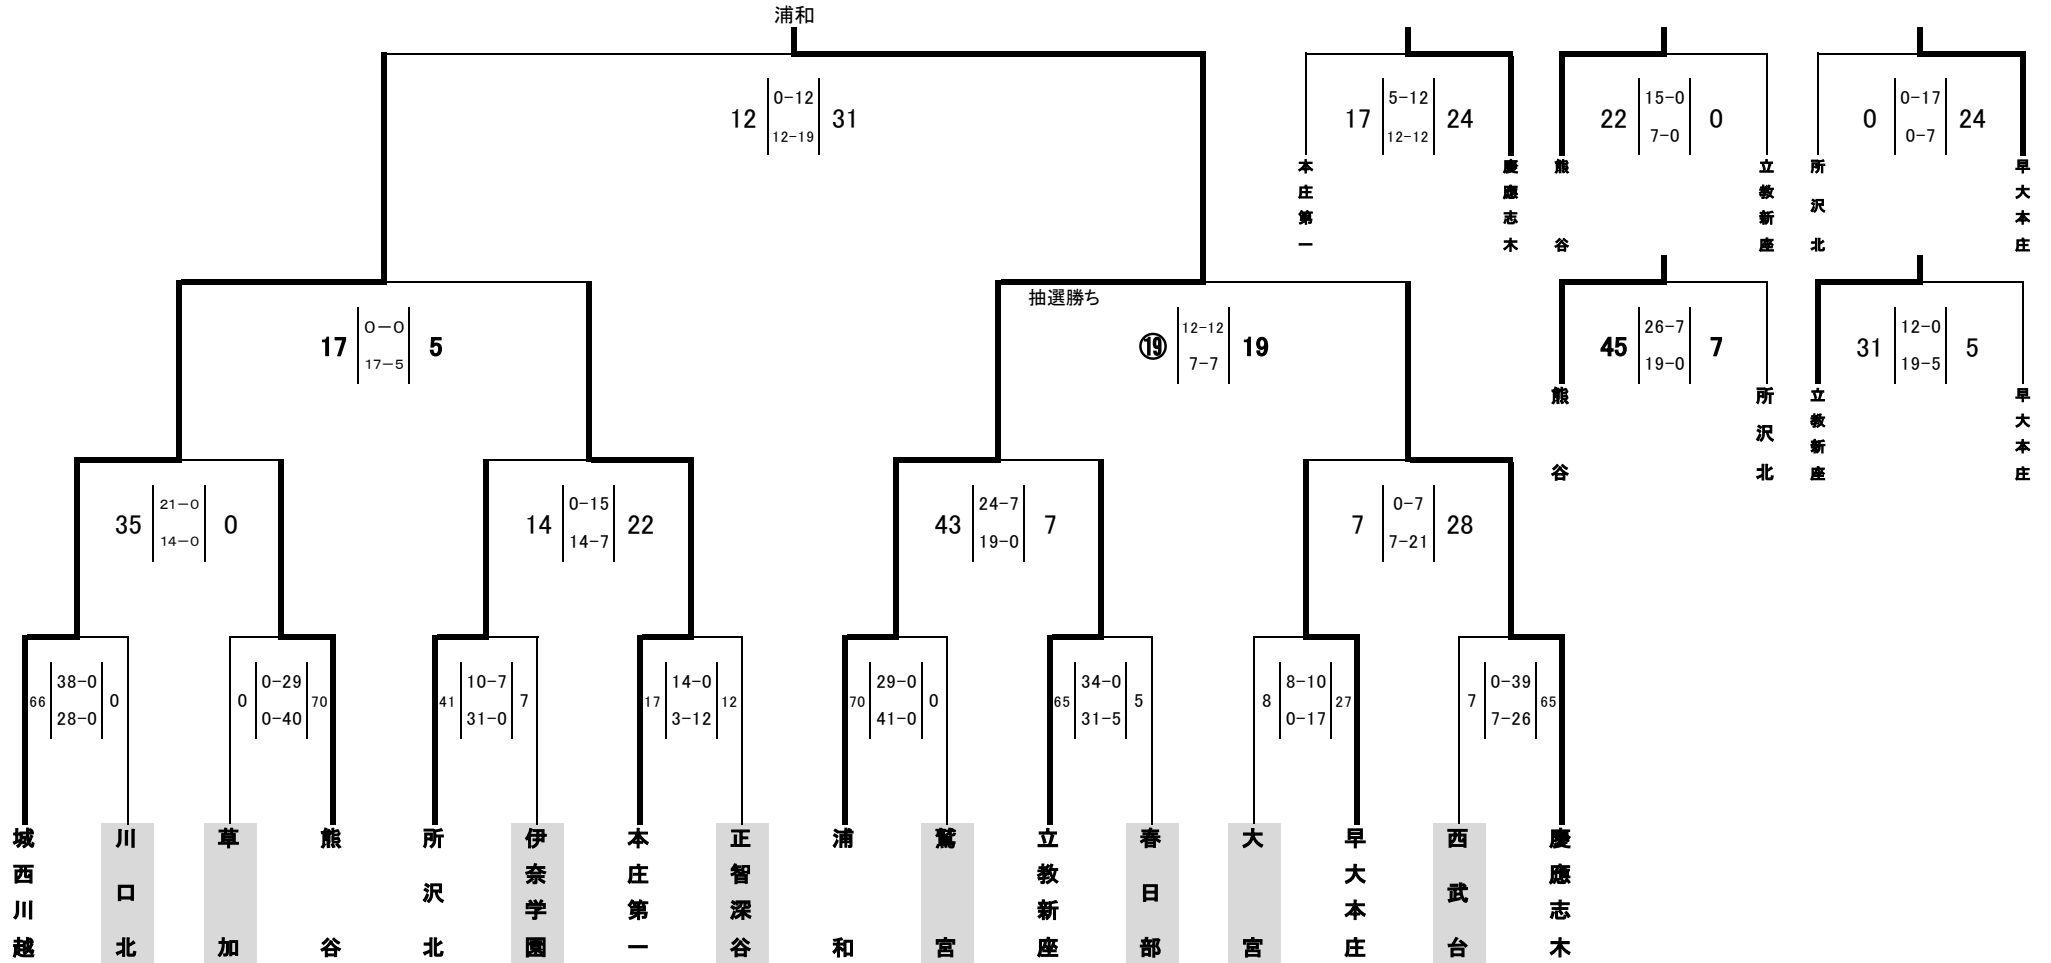 浦和
12 0-12 31
12-19
17 5-12 24
12-12
22 15-0 0
7-0
0 0-17 24
0-7
本庄第一
慶應志木
熊谷
立教新座
所沢北
早大本庄
抽選勝ち
17 0-0 5
17-5
⑲ 12-12 19
7-7
45 26-7 7
19-0
31 12-0 5
19-5
熊谷
所沢北
立教新座
早大本庄
35 21-0 0
14-0
14 0-15 22
14-7
43 24-7 7
19-0
7 0-7 28
7-21
66 38-0 0
28-0
0 0-29 70
0-40
41 10-7 7
31-0
17 14-0 12
3-12
70 29-0 0
41-0
65 34-0 5
31-5
8 8-10 27
0-17
7 0-39 65
7-26
城西川越
川口北
草加
熊谷
所沢北
伊奈学園
本庄第一
正智深谷
浦和
鷲宮
立教新座
春日部
大宮
早大本庄
西武台
慶應志木